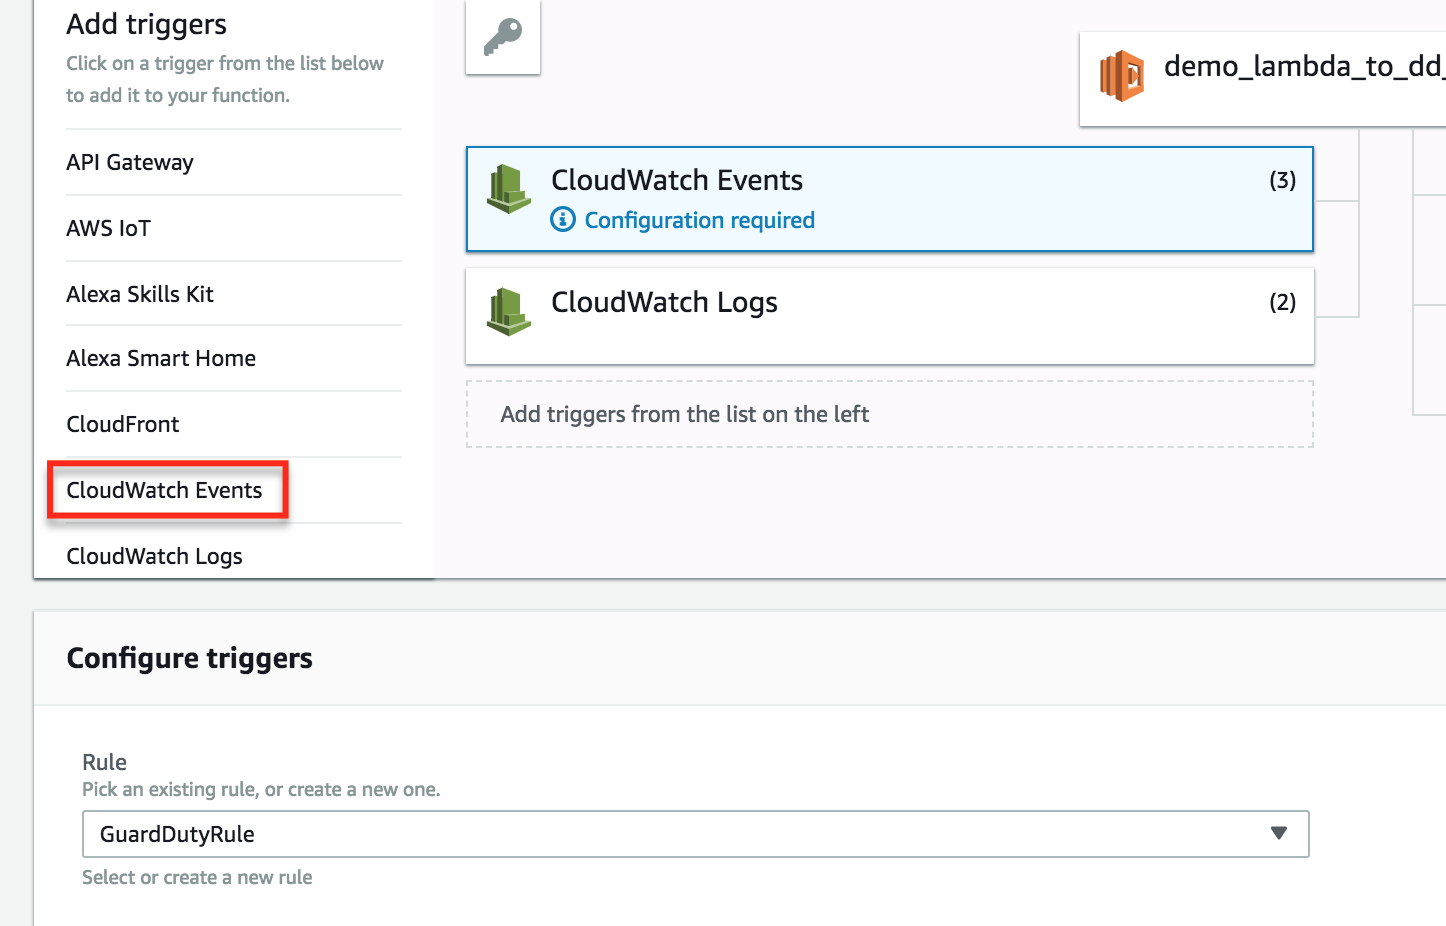 Add triggers
Click on a trigger from the list below
to add it to your function.
API Gateway
AWS IoT
Alexa Skills Kit
Alexa Smart Home
CloudFront
CloudWatch Events
CloudWatch Logs
demo_lambda_to_dd_
CloudWatch Events (3)
Configuration required
CloudWatch Logs (2)
Add triggers from the list on the left
Configure triggers
Rule
Pick an existing rule, or create a new one.
GuardDutyRule
Select or create a new rule